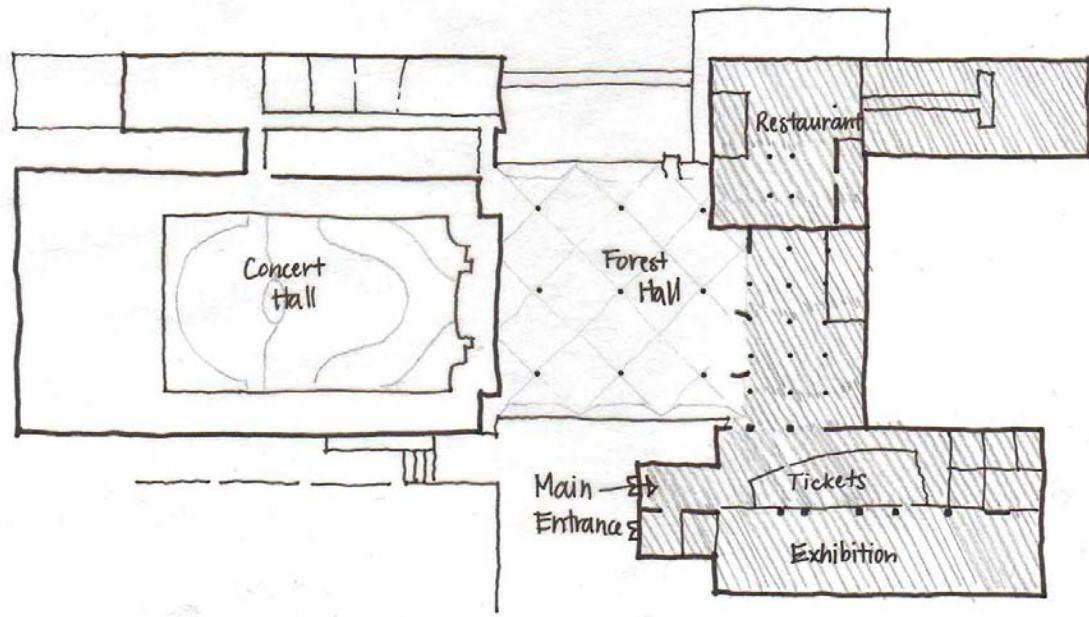 Restaurant
Concert
Hall
Forest
Hall
Main
Entrance
Tickets
Exhibition